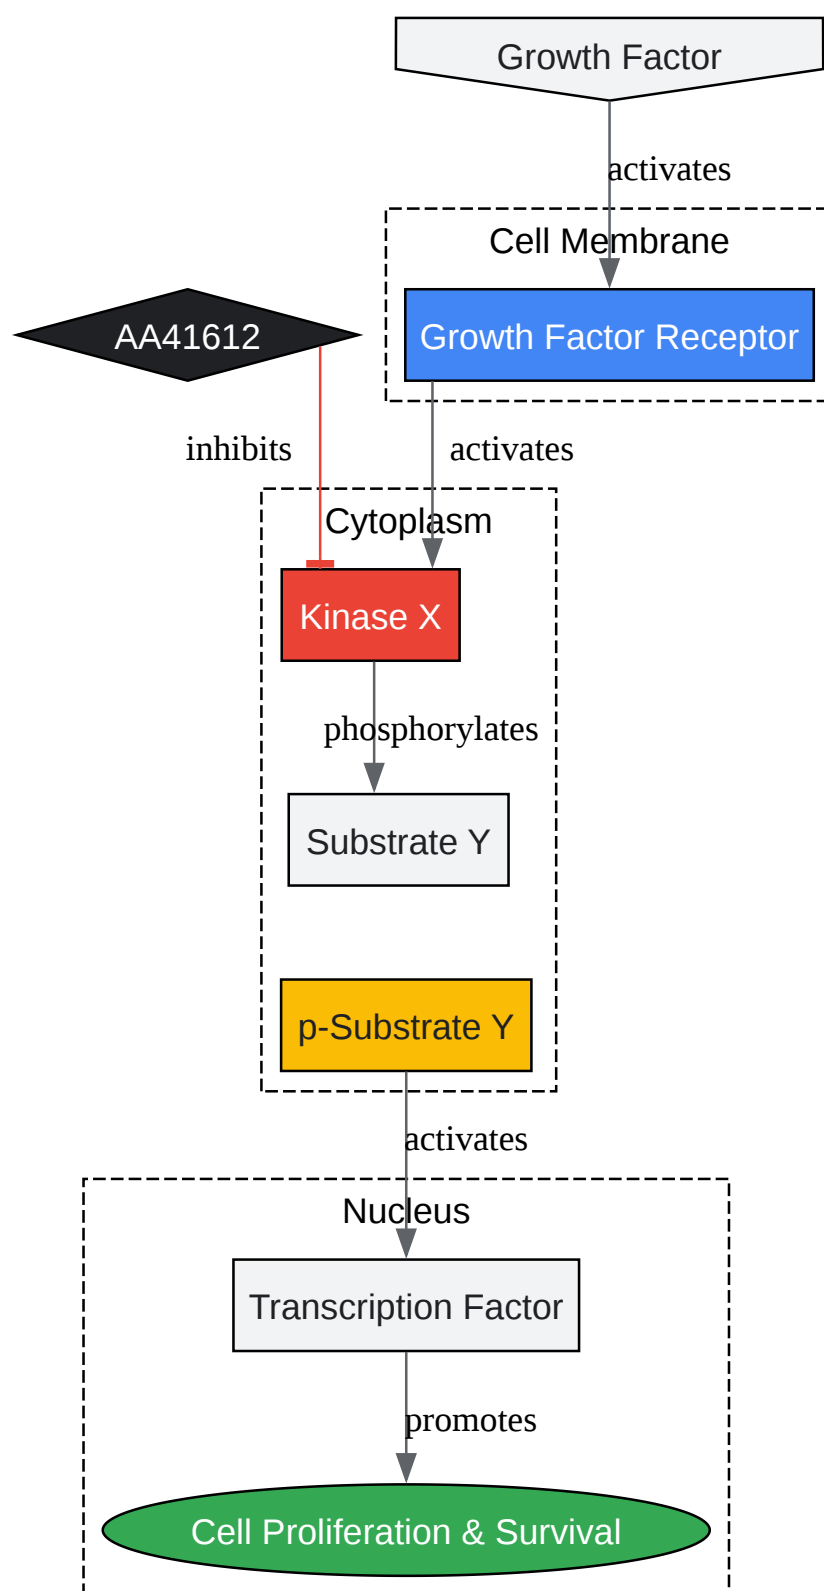 Growth Factor
activates
Cell Membrane
AA41612
Growth Factor Receptor
inhibits
activates
Cytoplasm
Kinase X
phosphorylates
Substrate Y
p-Substrate Y
activates
Nucleus
Transcription Factor
promotes
Cell Proliferation & Survival